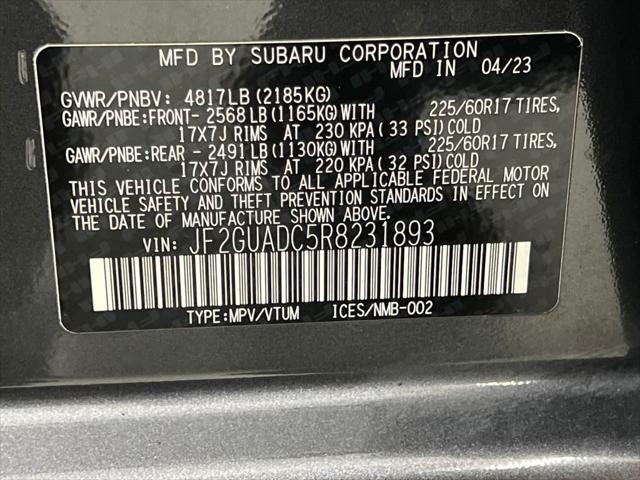 MFD BY SUBARU CORPORATION
MFD IN 04/23
GVWR/PNBV: 4817LB (2185KG)
GAWR/PNBE:FRONT- 2568 LB (1165KG)WITH 225/60R17 TIRES,
17X7J RIMS AT 230 KPA (33 PSI) COLD
GAWR/PNBE:REAR - 2491 LB (1130KG)WITH 225/60R17 TIRES,
17X7J RIMS AT 220 KPA (32 PSI) COLD
THIS VEHICLE CONFORMS TO ALL APPLICABLE FEDERAL MOTOR
VEHICLE SAFETY AND THEFT PREVENTION STANDARDS IN EFFECT ON
THE DATE OF MANUFACTURE SHOWN ABOVE.
VIN: JF2GUADC5R8231893
TYPE:MPV/VTUM ICES/NMB-002